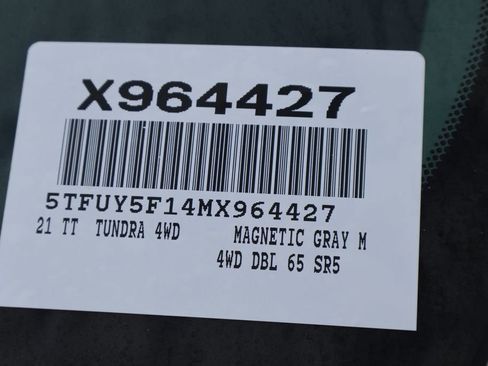 X964427
5TFUY5F14MX964427
21 TT TUNDRA 4WD MAGNETIC GRAY M
4WD DBL 65 SR5